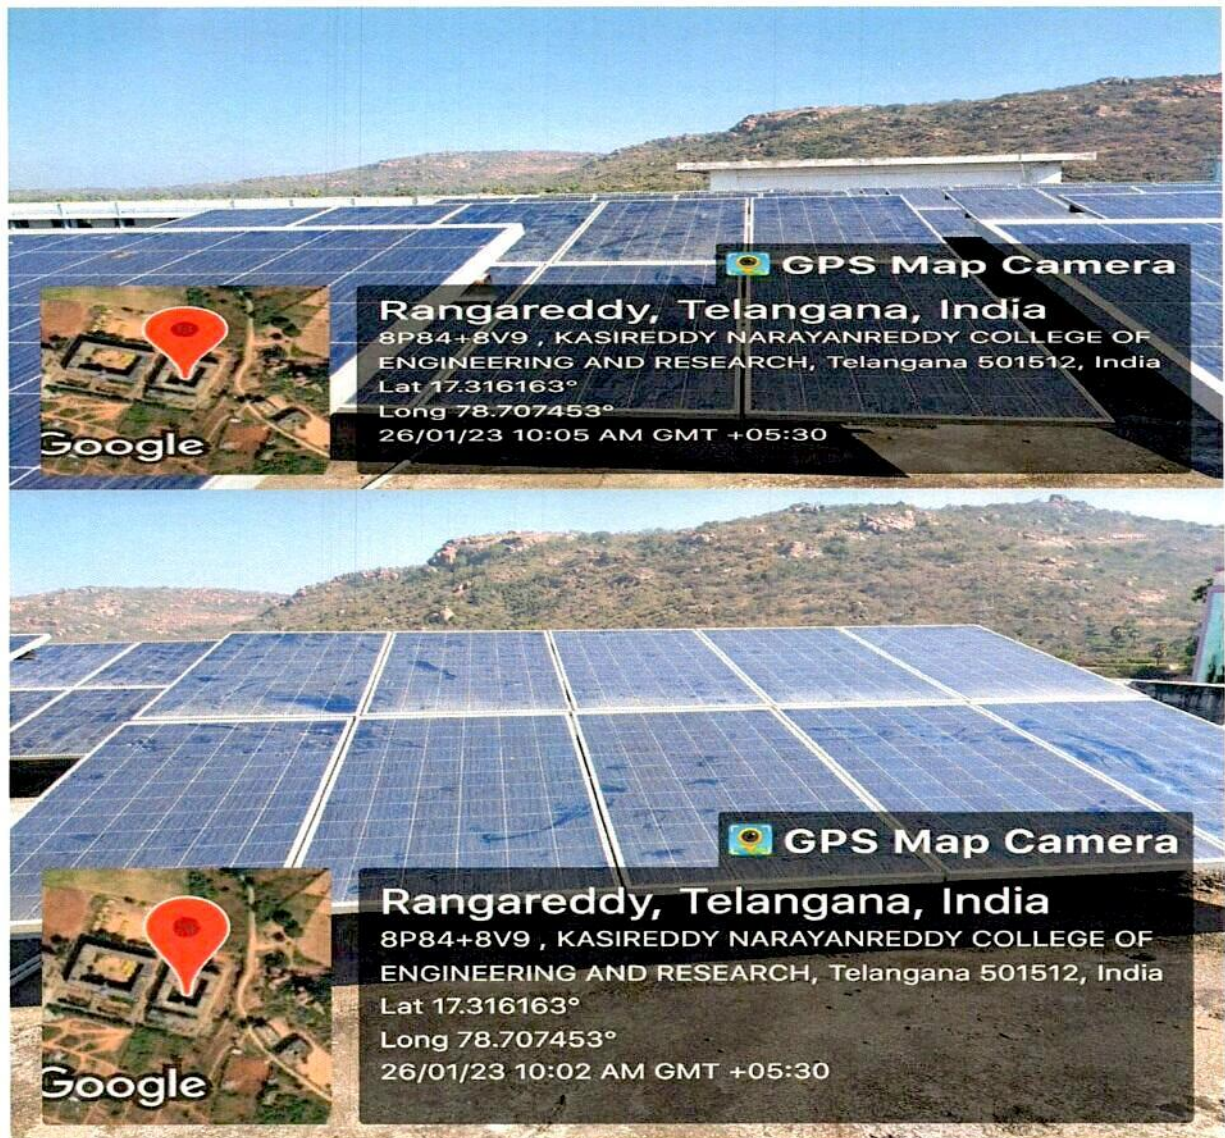 GPS Map Camera
Rangareddy, Telangana, India
8P84+8V9 , KASIREDDY NARAYANREDDY COLLEGE OF
ENGINEERING AND RESEARCH, Telangana 501512, India
Lat 17.316163°
Long 78.707453°
26/01/23 10:05 AM GMT +05:30
Google
GPS Map Camera
Rangareddy, Telangana, India
8P84+8V9 , KASIREDDY NARAYANREDDY COLLEGE OF
ENGINEERING AND RESEARCH, Telangana 501512, India
Lat 17.316163°
Long 78.707453°
26/01/23 10:02 AM GMT +05:30
Google